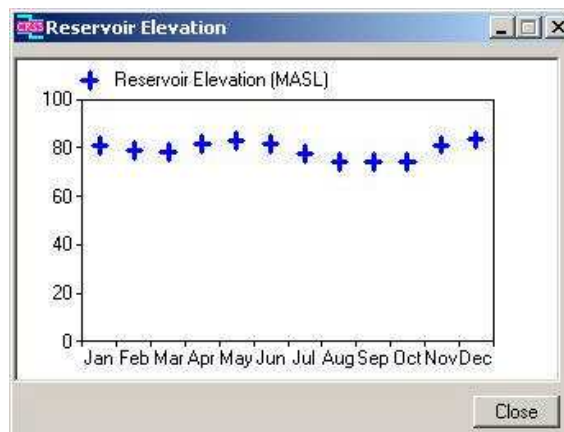 CRSS Reservoir Elevation
Reservoir Elevation (MASL)
100
80
60
40
20
0
Jan Feb Mar Apr May Jun Jul Aug Sep Oct Nov Dec
Close